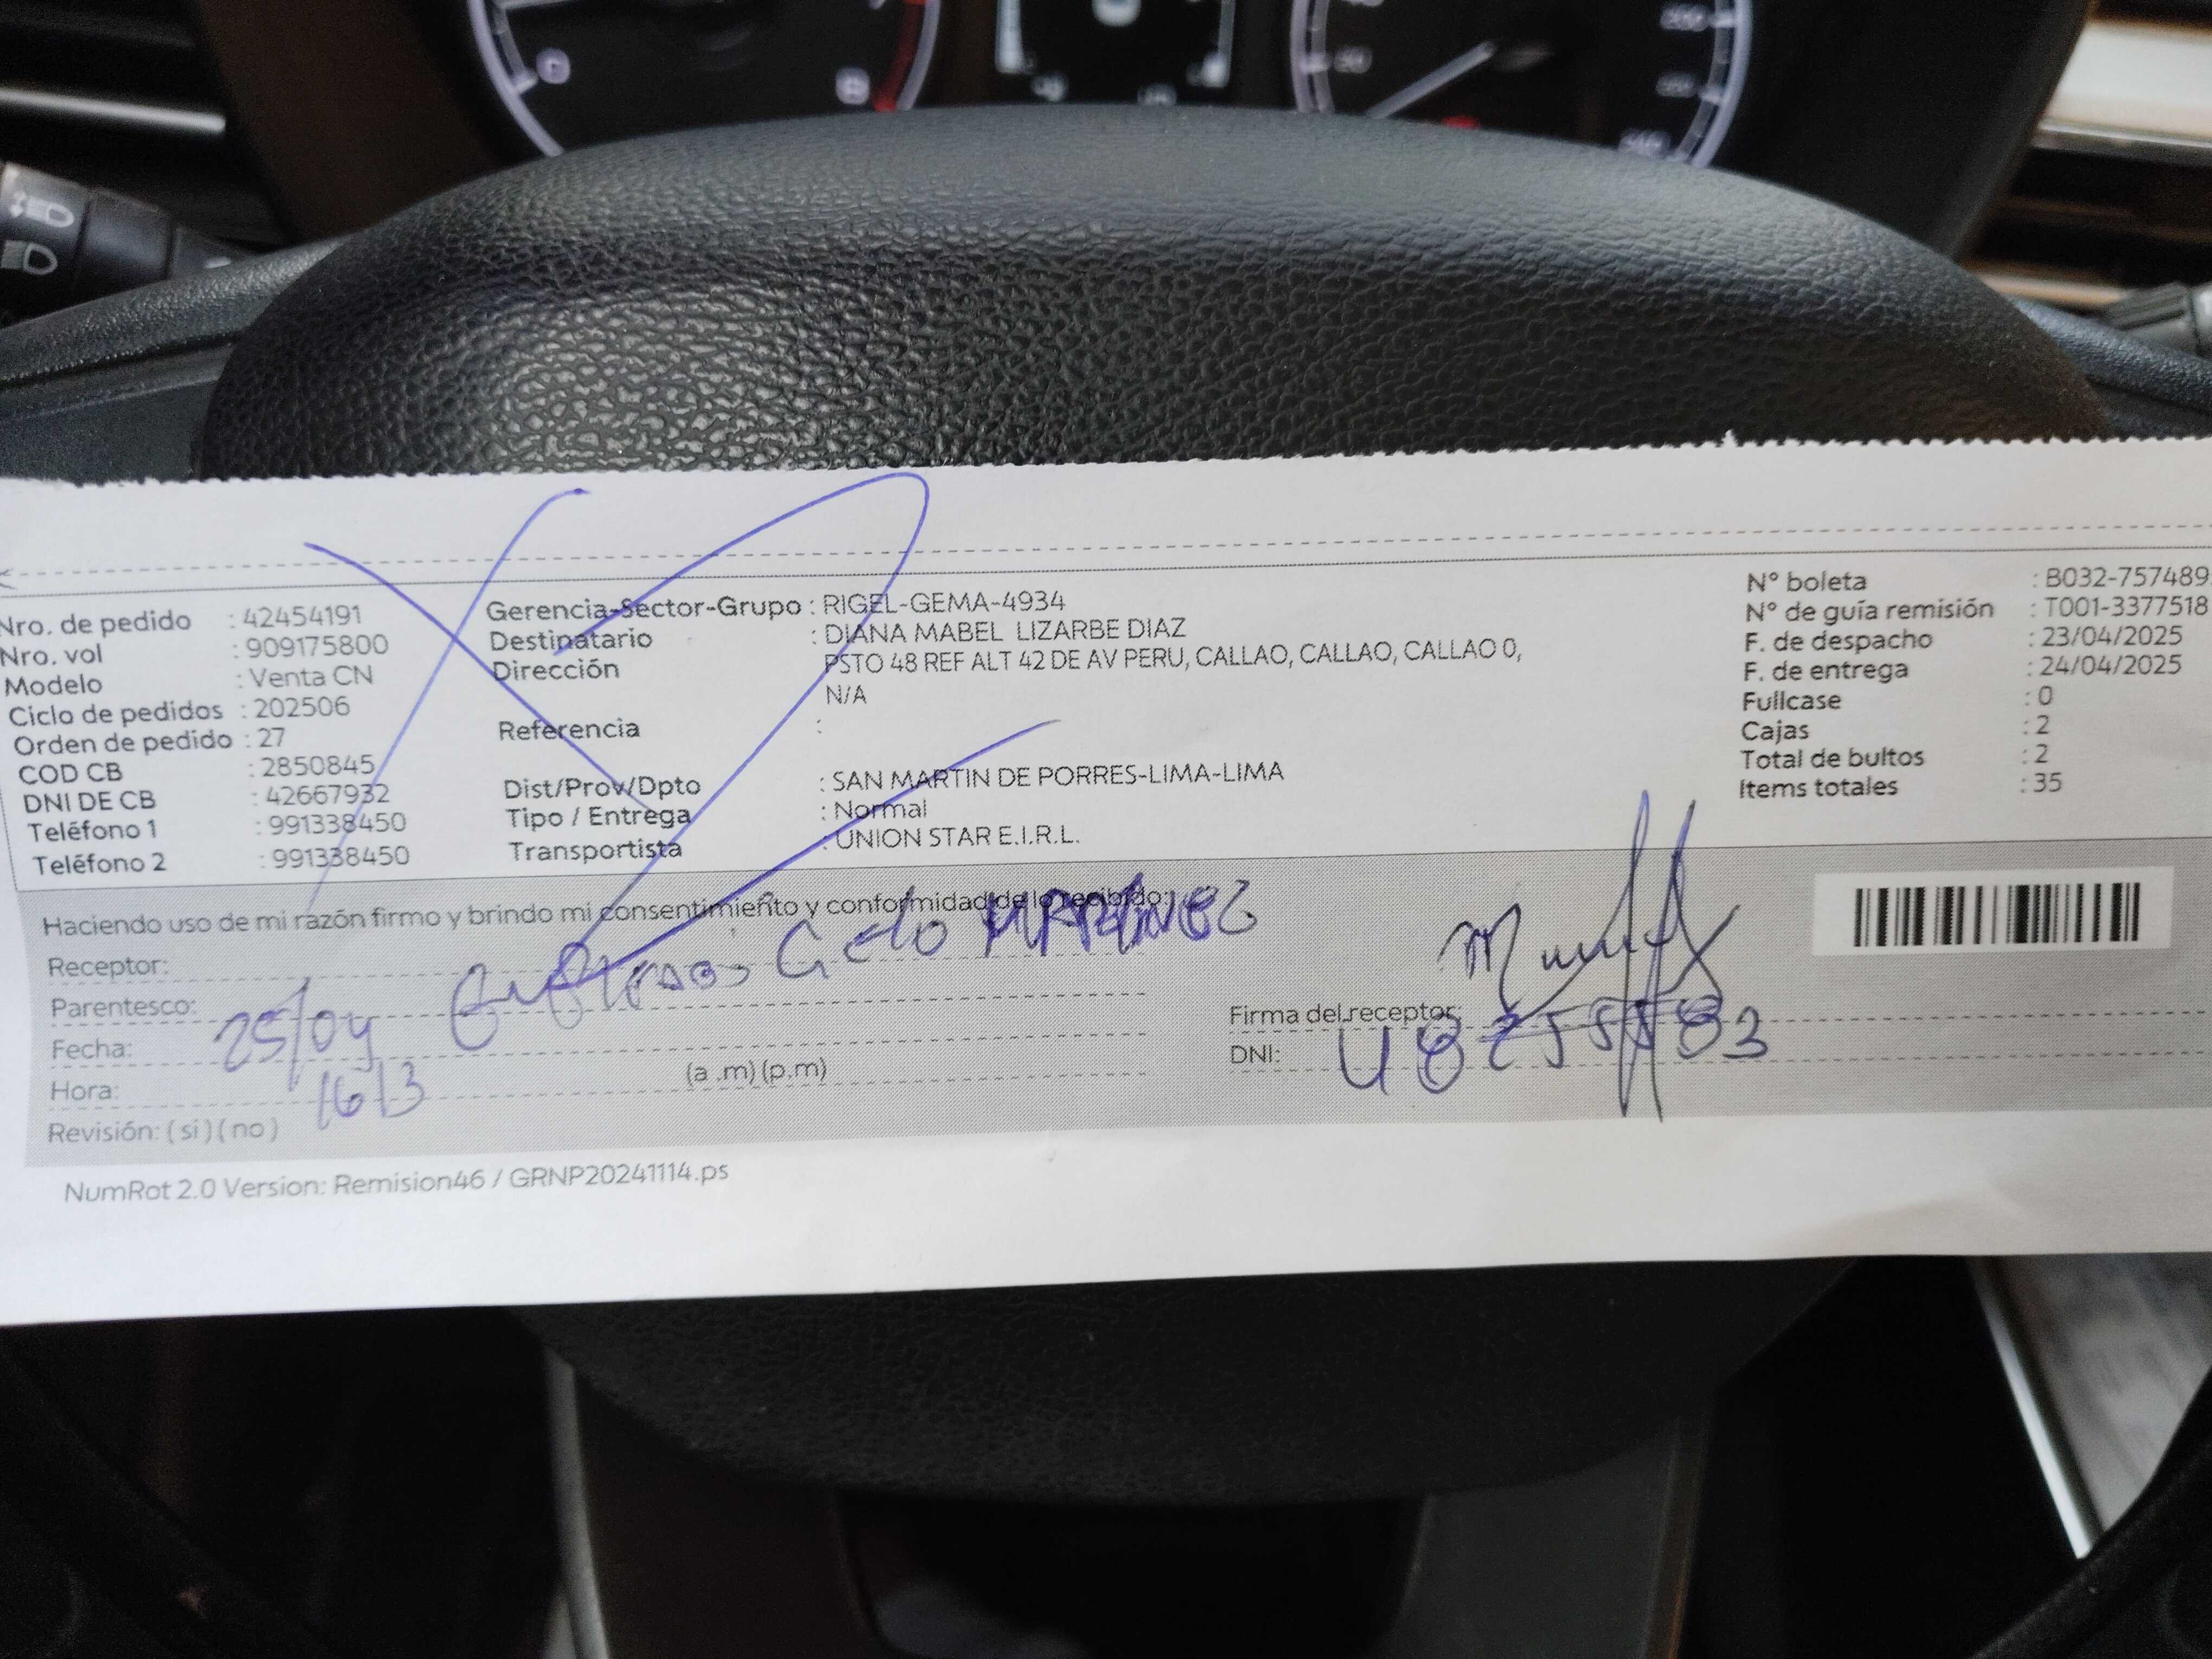 Nro. de pedido : 42454191
Nro. vol : 909175800
Modelo : Venta CN
Ciclo de pedidos : 202506
Orden de pedido : 27
COD CB : 2850845
DNI DE CB : 42667932
Teléfono 1 : 991338450
Teléfono 2 : 991338450
Gerencia-Sector-Grupo : RIGEL-GEMA-4934
Destinatario : DIANA MABEL LIZARBE DIAZ
Dirección PSTO 48 REF ALT 42 DE AV PERU, CALLAO, CALLAO, CALLAO 0,
N/A
Referencia :
Dist/Prov/Dpto : SAN MARTIN DE PORRES-LIMA-LIMA
Tipo / Entrega : Normal
Transportista : UNION STAR E.I.R.L.
N° boleta : B032-757489
N° de guía remisión : T001-3377518
F. de despacho : 23/04/2025
F. de entrega : 24/04/2025
Fullcase : 0
Cajas : 2
Total de bultos : 2
Items totales : 35
Haciendo uso de mi razón firmo y brindo mi consentimiento y conformidad de lo recibido:
Receptor:
Parentesco:
Fecha: 25/04
Hora: 1613 (a .m) (p.m)
Revisión: ( si ) ( no )
Firma del receptor:
DNI:
NumRot 2.0 Version: Remision46 / GRNP20241114.ps